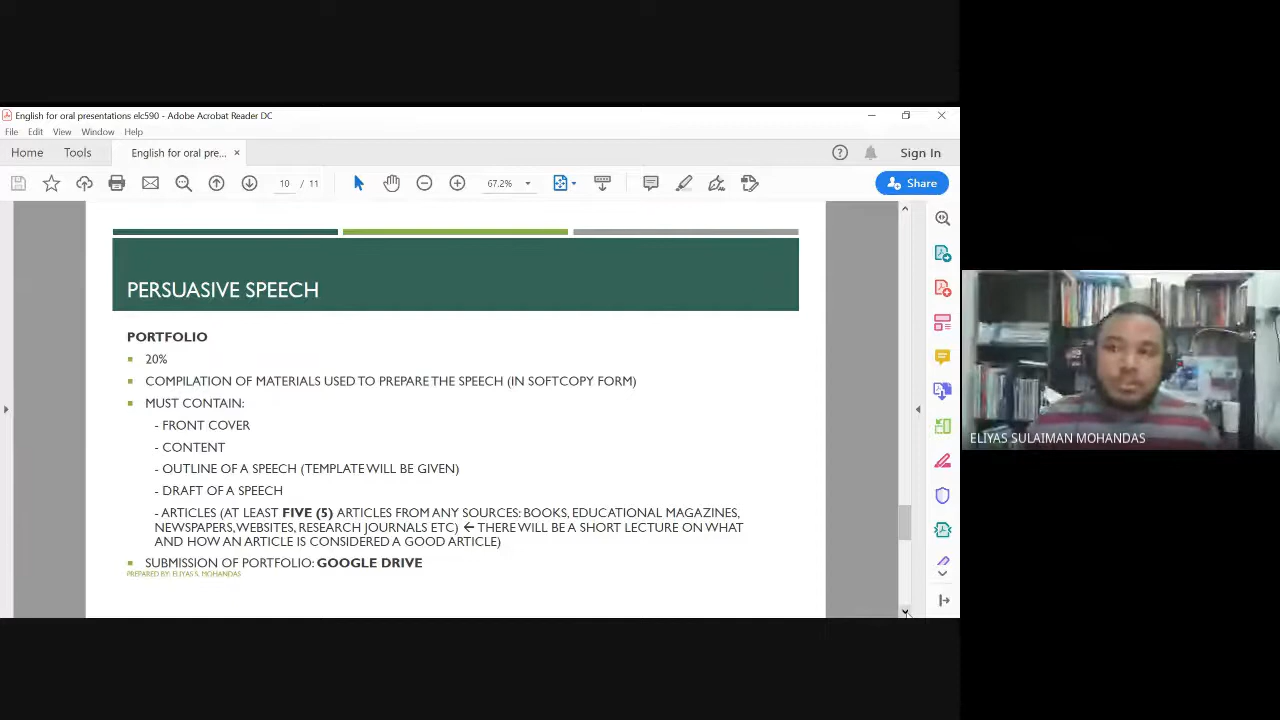 English for oral presentations elc590 - Adobe Acrobat Reader DC
File Edit View Window Help
Home Tools English for oral pre... × Sign In
10 / 11 67.2% Share
PERSUASIVE SPEECH
PORTFOLIO
20%
COMPILATION OF MATERIALS USED TO PREPARE THE SPEECH (IN SOFTCOPY FORM)
MUST CONTAIN:
- FRONT COVER
- CONTENT
- OUTLINE OF A SPEECH (TEMPLATE WILL BE GIVEN)
- DRAFT OF A SPEECH
- ARTICLES (AT LEAST FIVE (5) ARTICLES FROM ANY SOURCES: BOOKS, EDUCATIONAL MAGAZINES,
NEWSPAPERS, WEBSITES, RESEARCH JOURNALS ETC) ← THERE WILL BE A SHORT LECTURE ON WHAT
AND HOW AN ARTICLE IS CONSIDERED A GOOD ARTICLE)
SUBMISSION OF PORTFOLIO: GOOGLE DRIVE
PREPARED BY: ELIYAS S. MOHANDAS
ELIYAS SULAIMAN MOHANDAS